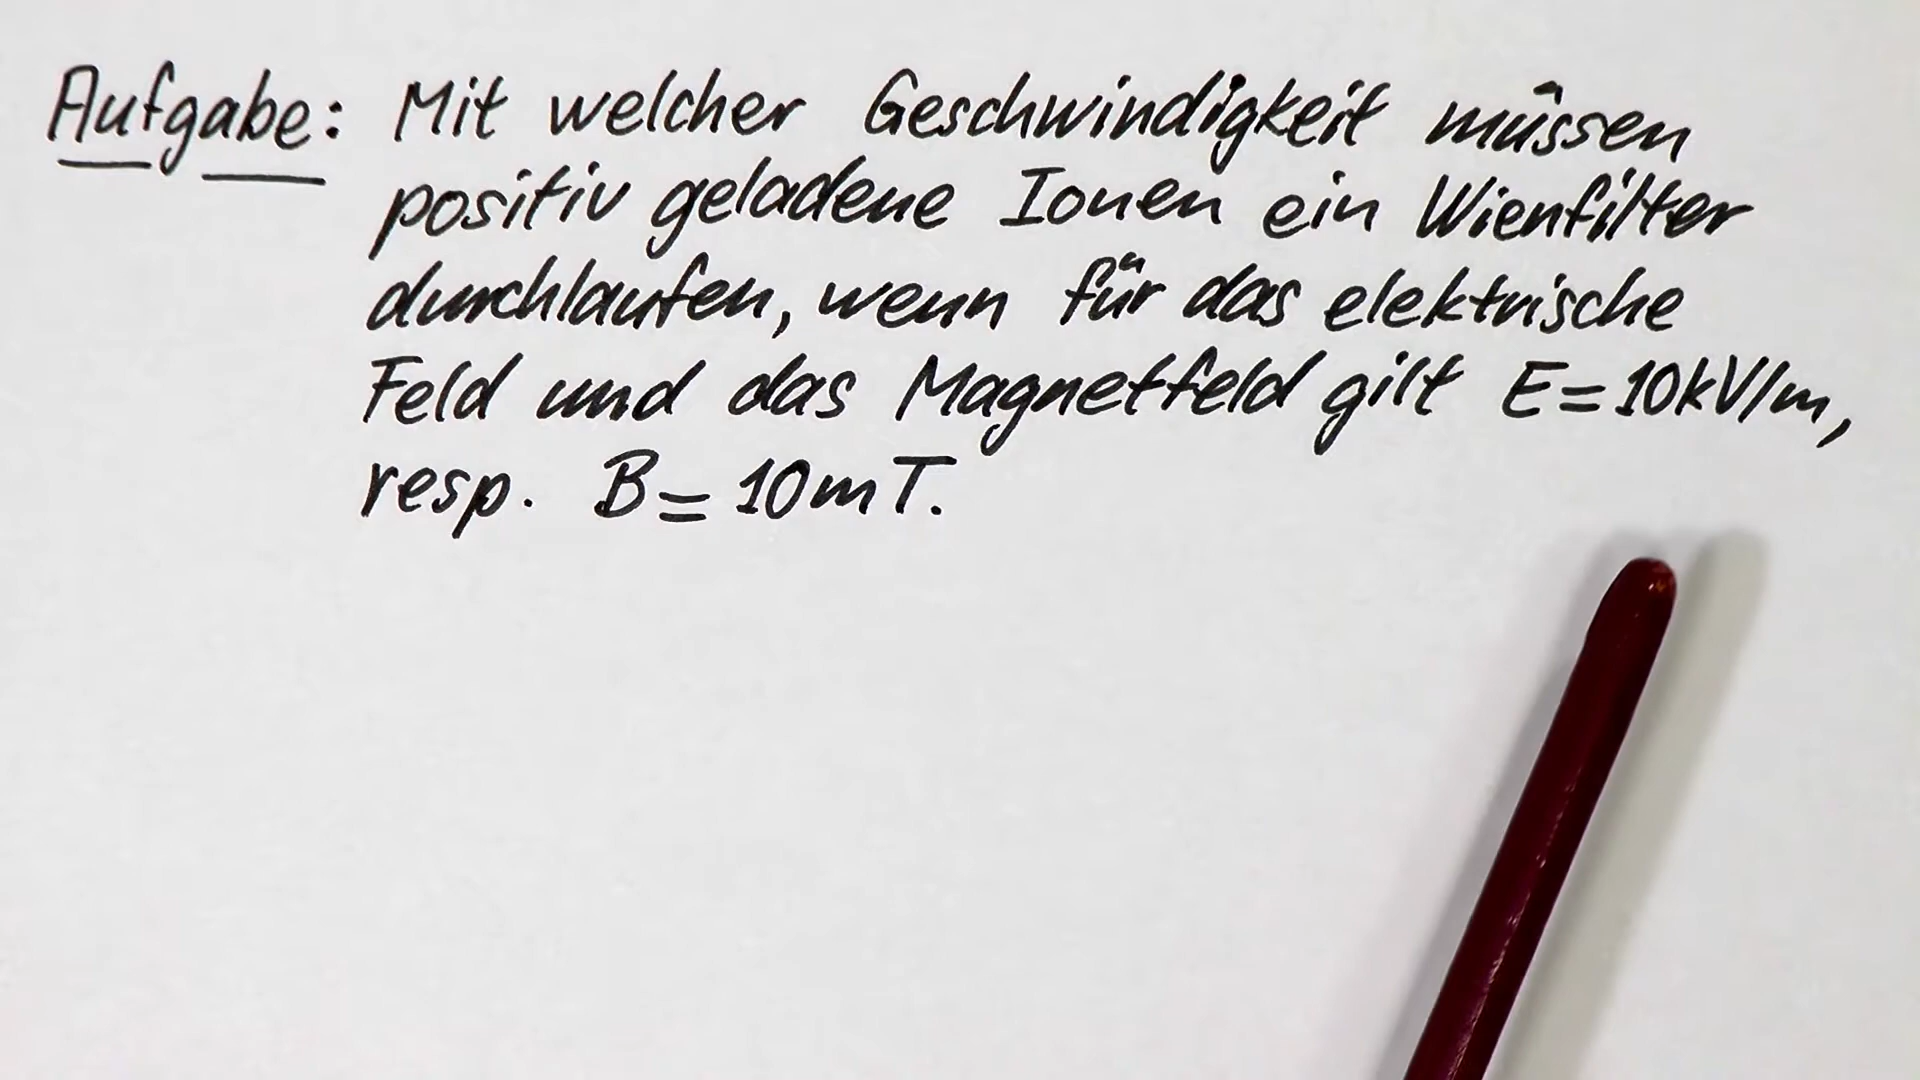 Aufgabe: Mit welcher Geschwindigkeit müssen
positiv geladene Ionen ein Wienfilter
durchlaufen, wenn für das elektrische
Feld und das Magnetfeld gilt E=10kV/m,
resp. B=10mT.